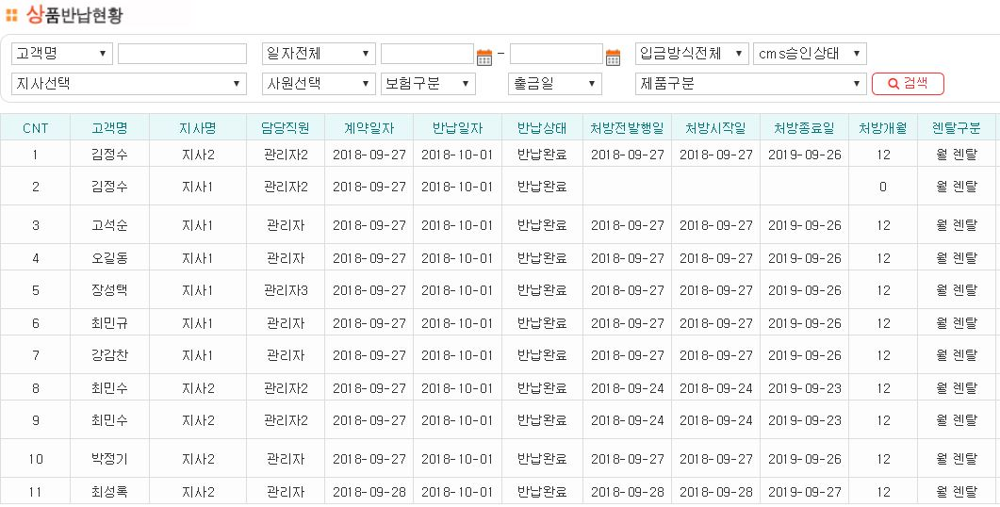 상품반납현황
고객명 일자전체 - 입금방식전체 cms승인상태
지사선택 사원선택 보험구분 출금일 제품구분 검색
CNT 고객명 지사명 담당직원 계약일자 반납일자 반납상태 처방전발행일 처방시작일 처방종료일 처방개월 렌탈구분
1 김정수 지사2 관리자2 2018-09-27 2018-10-01 반납완료 2018-09-27 2018-09-27 2019-09-26 12 월 렌탈
2 김정수 지사1 관리자2 2018-09-27 2018-10-01 반납완료 0 월 렌탈
3 고석순 지사1 관리자 2018-09-27 2018-10-01 반납완료 2018-09-27 2018-09-27 2019-09-26 12 월 렌탈
4 오길동 지사1 관리자 2018-09-27 2018-10-01 반납완료 2018-09-27 2018-09-27 2019-09-26 12 월 렌탈
5 장성택 지사1 관리자3 2018-09-27 2018-10-01 반납완료 2018-09-27 2018-09-27 2019-09-26 12 월 렌탈
6 최민규 지사1 관리자 2018-09-27 2018-10-01 반납완료 2018-09-27 2018-09-27 2019-09-26 12 월 렌탈
7 강감찬 지사1 관리자 2018-09-27 2018-10-01 반납완료 2018-09-27 2018-09-27 2019-09-26 12 월 렌탈
8 최민수 지사2 관리자2 2018-09-27 2018-10-01 반납완료 2018-09-24 2018-09-24 2019-09-23 12 월 렌탈
9 최민수 지사2 관리자2 2018-09-27 2018-10-01 반납완료 2018-09-24 2018-09-24 2019-09-23 12 월 렌탈
10 박정기 지사2 관리자 2018-09-27 2018-10-01 반납완료 2018-09-27 2018-09-27 2019-09-26 12 월 렌탈
11 최성록 지사2 관리자 2018-09-28 2018-10-01 반납완료 2018-09-28 2018-09-28 2019-09-27 12 월 렌탈